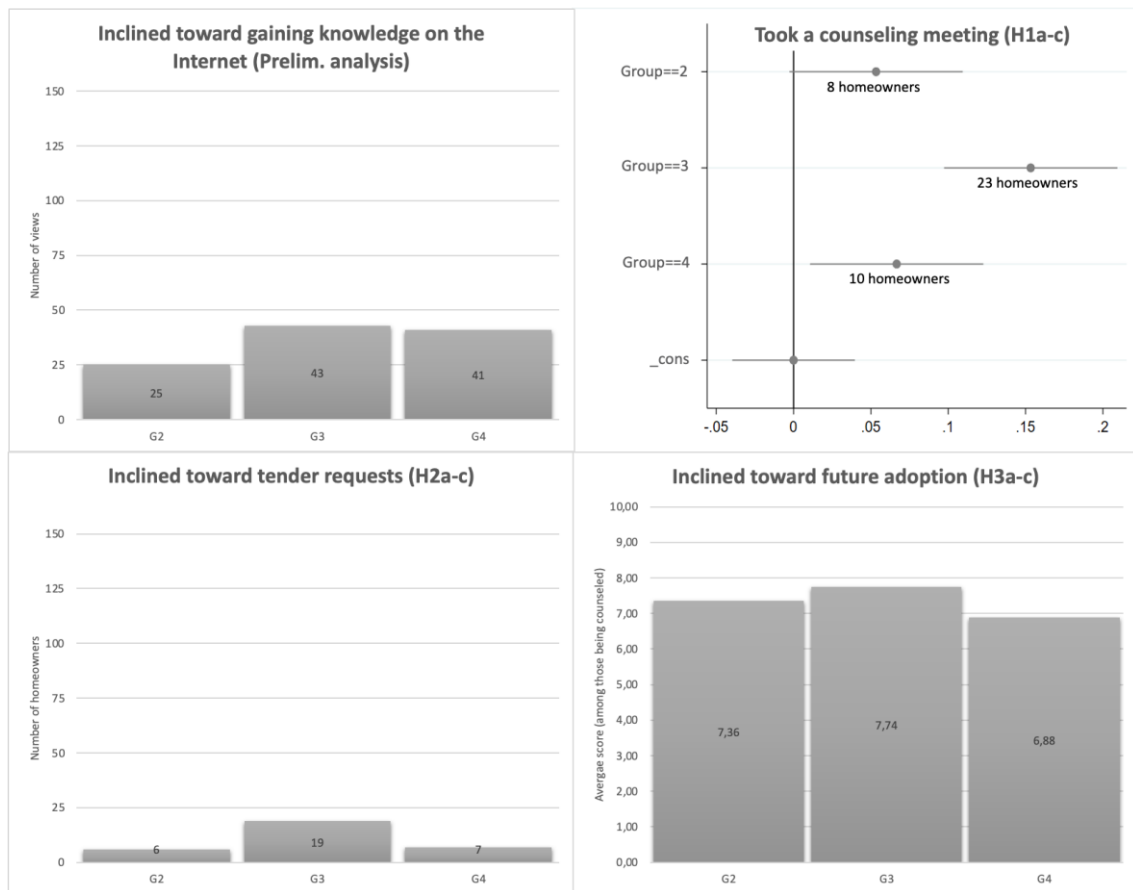 Inclined toward gaining knowledge on the
Internet (Prelim. analysis)
150
125
100
75
50
25
0
Number of views
25
43
41
G2
G3
G4
Took a counseling meeting (H1a-c)
Group==2
8 homeowners
Group==3
23 homeowners
Group==4
10 homeowners
_cons
-.05
0
.05
.1
.15
.2
Inclined toward tender requests (H2a-c)
150
125
100
75
50
25
0
Number of homeowners
6
19
7
G2
G3
G4
Inclined toward future adoption (H3a-c)
10,00
9,00
8,00
7,00
6,00
5,00
4,00
3,00
2,00
1,00
0,00
Avergae score (among those being counseled)
7,36
7,74
6,88
G2
G3
G4